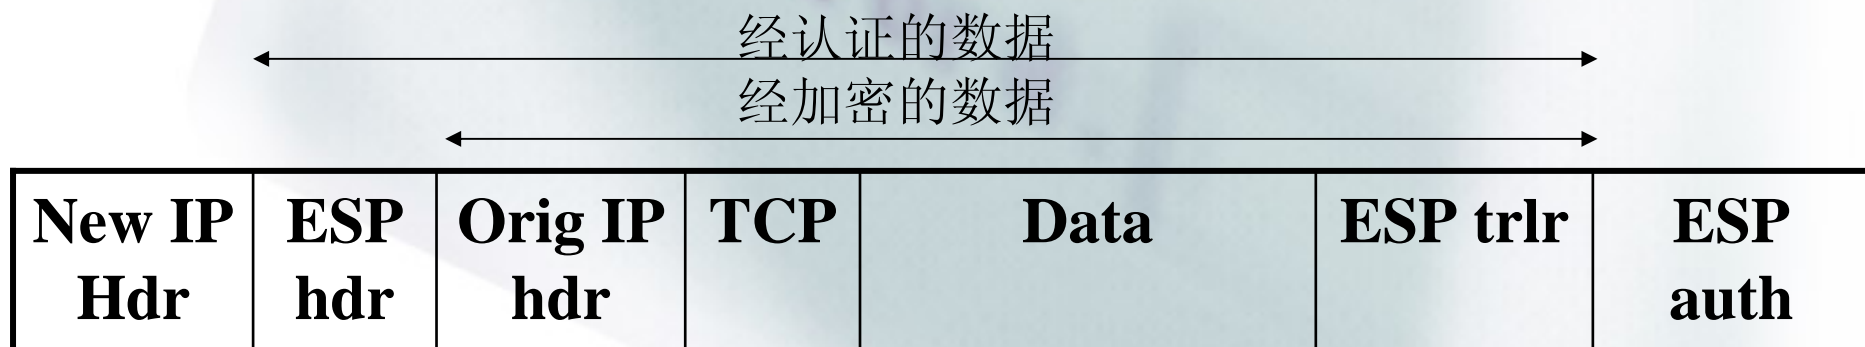 经认证的数据
经加密的数据
New IP Hdr
ESP hdr
Orig IP hdr
TCP
Data
ESP trlr
ESP auth